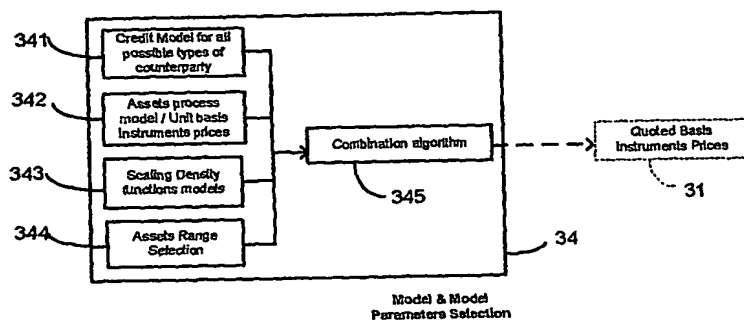 341
Credit Model for all
possible types of
counterparty
342
Assets process
model / Unit basis
Instruments prices
343
Scaling Density
functions models
344
Assets Range
Selection
Combination algorithm
345
Quoted Basis
Instruments Prices
31
34
Model & Model
Parameters Selection